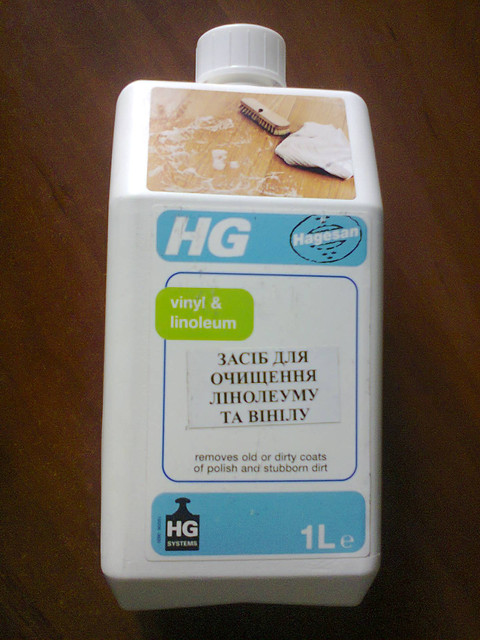 HG
Hagesan
vinyl &
linoleum
ЗАСІБ ДЛЯ
ОЧИЩЕННЯ
ЛІНОЛЕУМУ
ТА ВІНІЛУ
removes old or dirty coats
of polish and stubborn dirt
HG
SYSTEMS
1L e